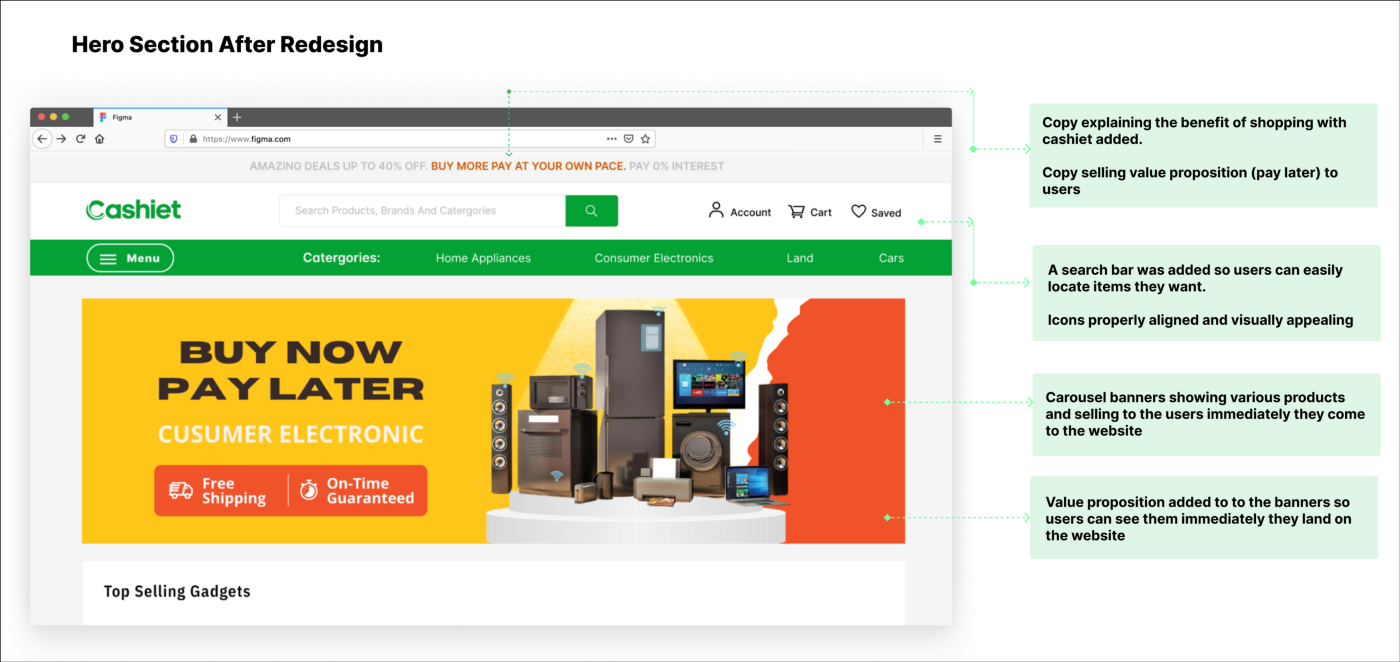 Hero Section After Redesign
Figma
https://www.figma.com
AMAZING DEALS UP TO 40% OFF. BUY MORE PAY AT YOUR OWN PACE. PAY 0% INTEREST
Cashiet
Search Products, Brands And Catergories
Account
Cart
Saved
Menu
Catergories:
Home Appliances
Consumer Electronics
Land
Cars
BUY NOW
PAY LATER
CUSUMER ELECTRONIC
Free
Shipping
On-Time
Guaranteed
Top Selling Gadgets
Copy explaining the benefit of shopping with
cashiet added.
Copy selling value proposition (pay later) to
users
A search bar was added so users can easily
locate items they want.
Icons properly aligned and visually appealing
Carousel banners showing various products
and selling to the users immediately they come
to the website
Value proposition added to to the banners so
users can see them immediately they land on
the website